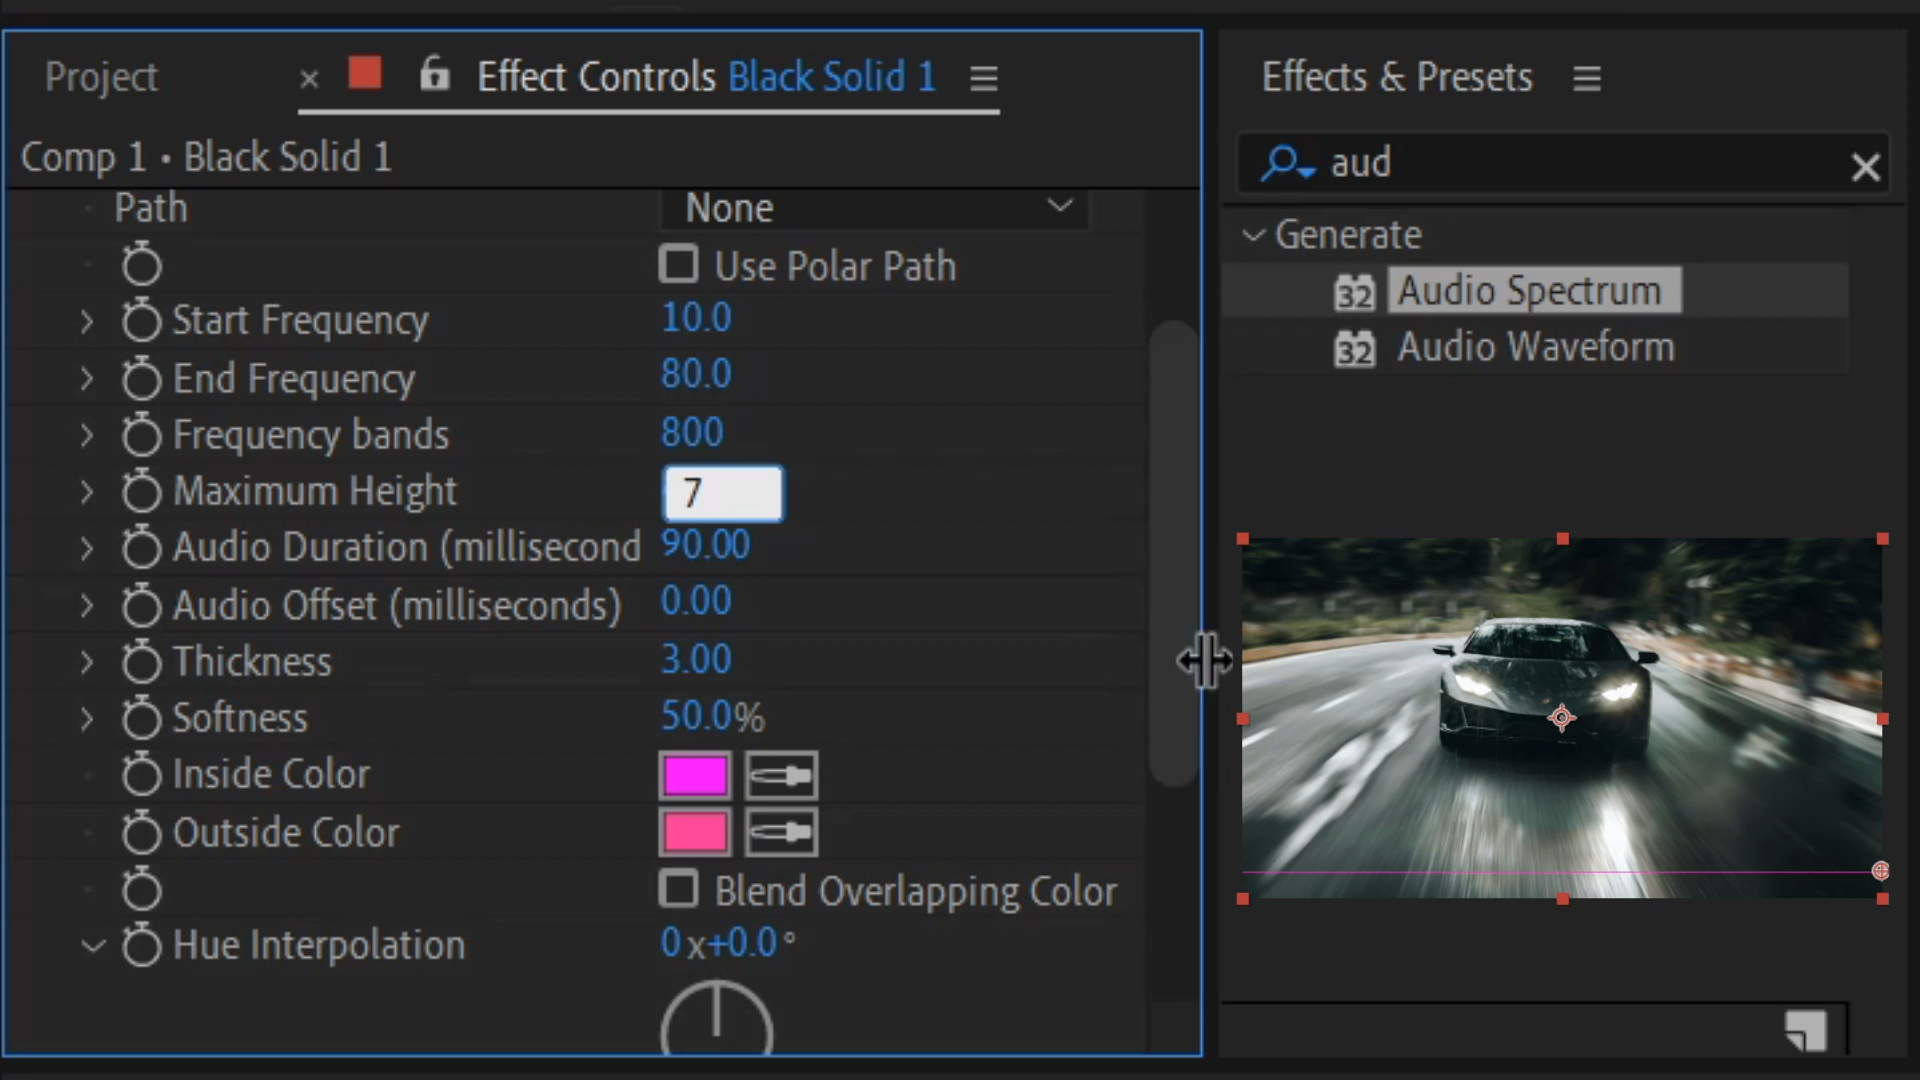 Project
Effect Controls Black Solid 1
Comp 1 • Black Solid 1
Path None
Use Polar Path
Start Frequency 10.0
End Frequency 80.0
Frequency bands 800
Maximum Height 7
Audio Duration (millisecond 90.00
Audio Offset (milliseconds) 0.00
Thickness 3.00
Softness 50.0%
Inside Color
Outside Color
Blend Overlapping Color
Hue Interpolation 0x+0.0°
Effects & Presets
aud
Generate
32 Audio Spectrum
32 Audio Waveform